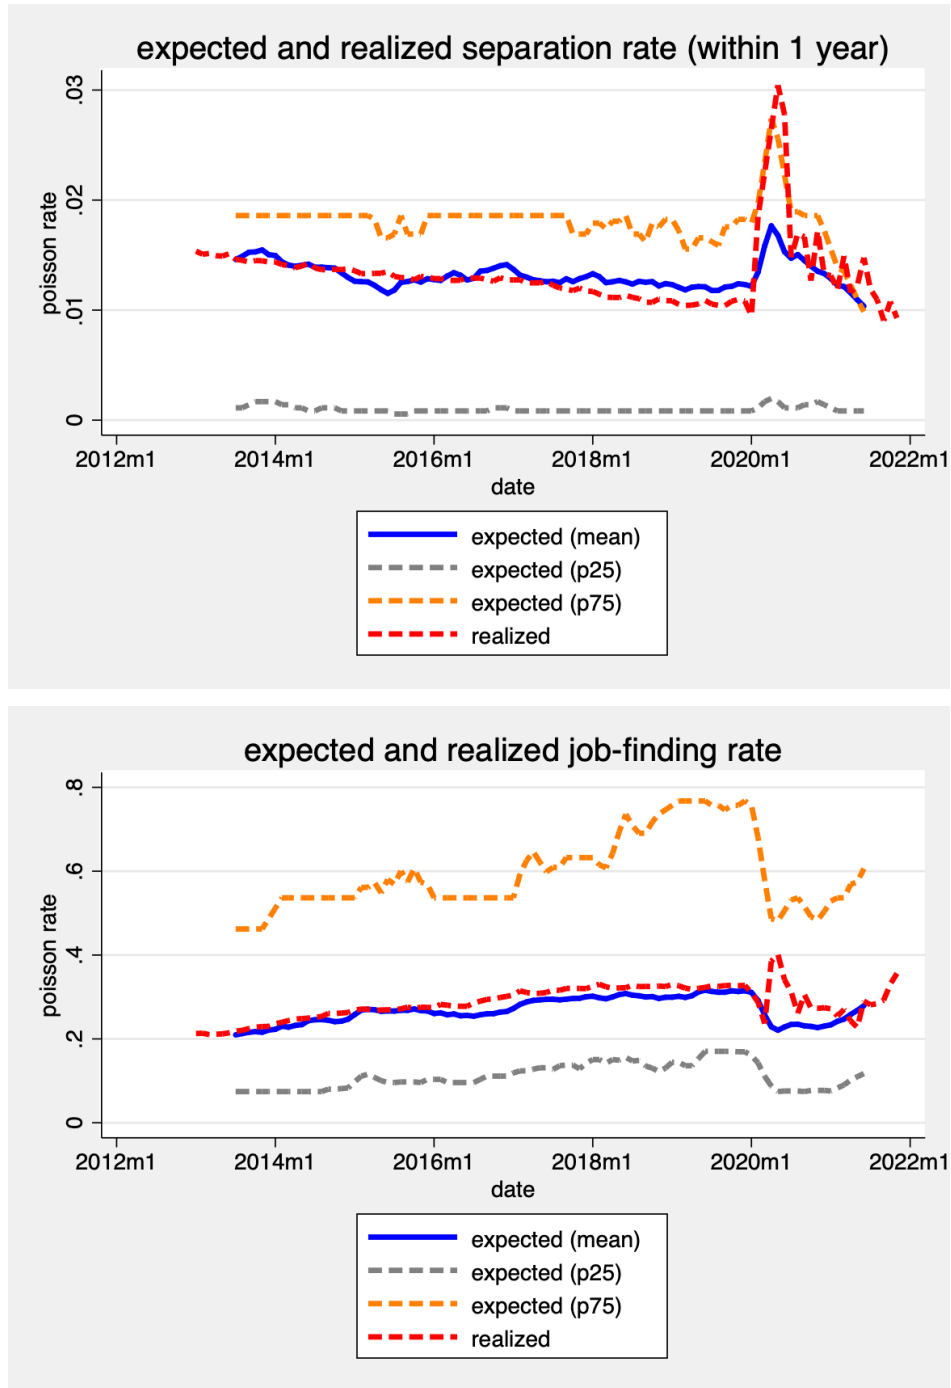 expected and realized separation rate (within 1 year)
poisson rate
.03
.02
.01
0
2012m1 2014m1 2016m1 2018m1 2020m1 2022m1
date
expected (mean)
expected (p25)
expected (p75)
realized
expected and realized job-finding rate
poisson rate
.8
.6
.4
.2
0
2012m1 2014m1 2016m1 2018m1 2020m1 2022m1
date
expected (mean)
expected (p25)
expected (p75)
realized